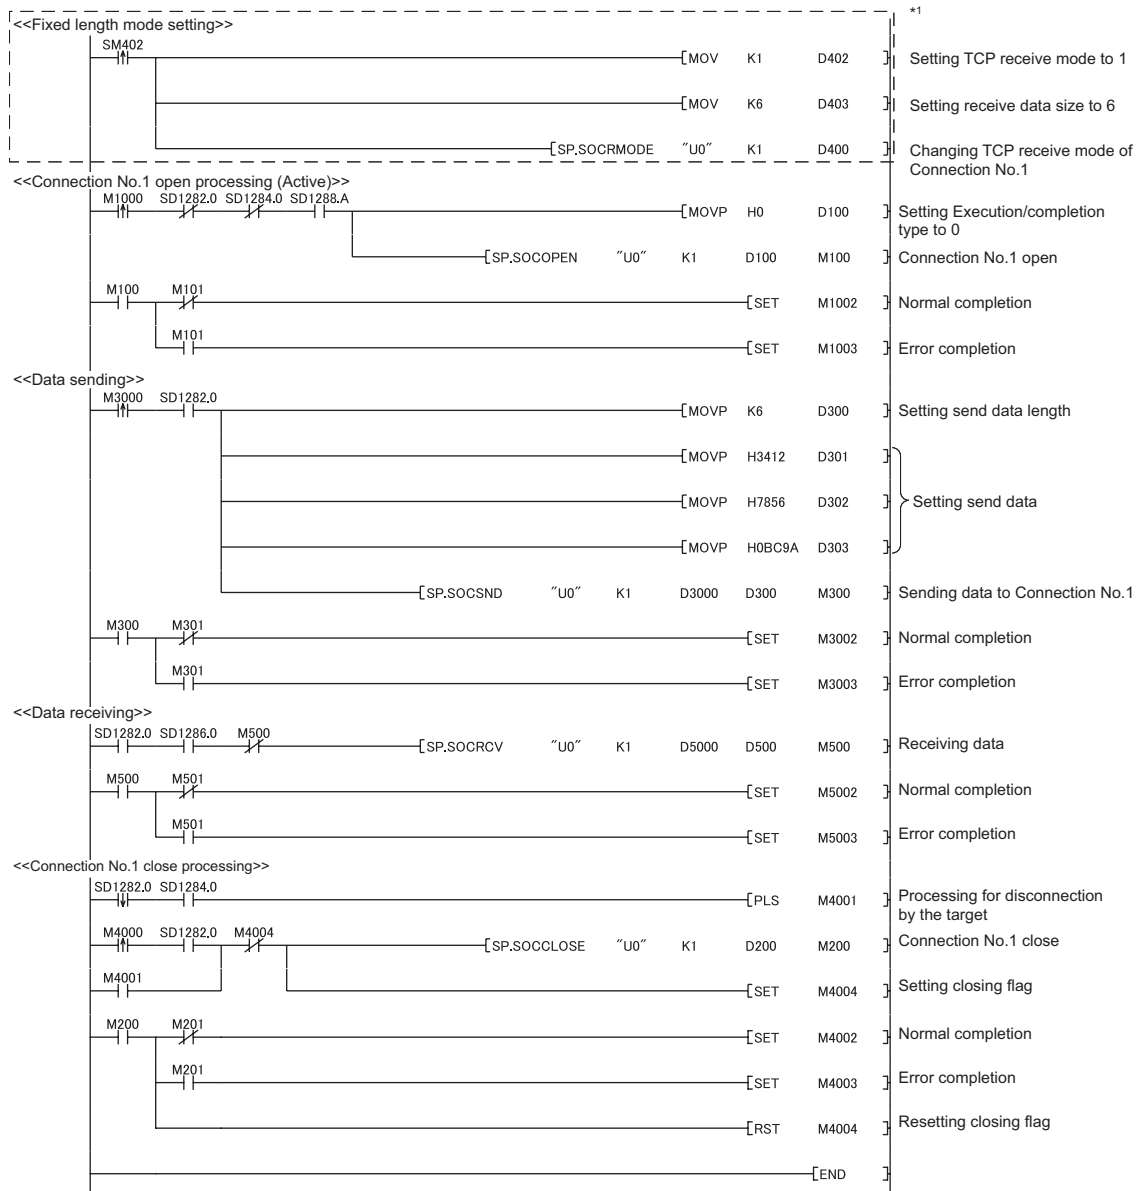 *1
<<Fixed length mode setting>>
SM402
MOV K1 D402 Setting TCP receive mode to 1
MOV K6 D403 Setting receive data size to 6
SP.SOCRMODE "U0" K1 D400 Changing TCP receive mode of
Connection No.1
<<Connection No.1 open processing (Active)>>
M1000 SD1282.0 SD1284.0 SD1288.A
MOVP H0 D100 Setting Execution/completion
type to 0
SP.SOCOPEN "U0" K1 D100 M100 Connection No.1 open
M100 M101
SET M1002 Normal completion
M101
SET M1003 Error completion
<<Data sending>>
M3000 SD1282.0
MOVP K6 D300 Setting send data length
MOVP H3412 D301
MOVP H7856 D302 Setting send data
MOVP H0BC9A D303
SP.SOCSND "U0" K1 D3000 D300 M300 Sending data to Connection No.1
M300 M301
SET M3002 Normal completion
M301
SET M3003 Error completion
<<Data receiving>>
SD1282.0 SD1286.0 M500
SP.SOCRCV "U0" K1 D5000 D500 M500 Receiving data
M500 M501
SET M5002 Normal completion
M501
SET M5003 Error completion
<<Connection No.1 close processing>>
SD1282.0 SD1284.0
PLS M4001 Processing for disconnection
by the target
M4000 SD1282.0 M4004
SP.SOCCLOSE "U0" K1 D200 M200 Connection No.1 close
M4001
SET M4004 Setting closing flag
M200 M201
SET M4002 Normal completion
M201
SET M4003 Error completion
RST M4004 Resetting closing flag
END